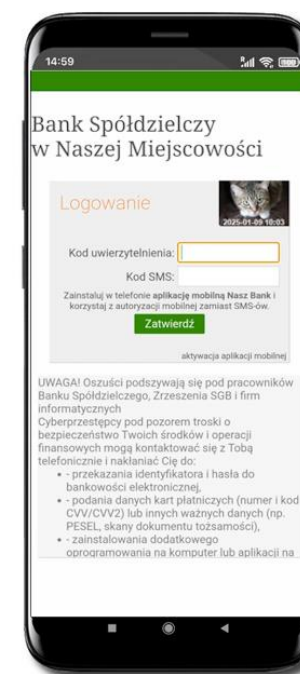 14:59
Bank Spółdzielczy
w Naszej Miejscowości
Logowanie
2025-01-09 10:03
Kod uwierzytelnienia:
Kod SMS:
Zainstaluj w telefonie aplikację mobilną Nasz Bank i
korzystaj z autoryzacji mobilnej zamiast SMS-ów.
Zatwierdź
aktywacja aplikacji mobilnej
UWAGA! Oszuści podszywają się pod pracowników
Banku Spółdzielczego, Zrzeszenia SGB i firm
informatycznych
Cyberprzestępcy pod pozorem troski o
bezpieczeństwo Twoich środków i operacji
finansowych mogą kontaktować się z Tobą
telefonicznie i nakłaniać Cię do:
• - przekazania identyfikatora i hasła do
bankowości elektronicznej,
• - podania danych kart płatniczych (numer i kod
CVV/CVV2) lub innych ważnych danych (np.
PESEL, skany dokumentu tożsamości),
• - zainstalowania dodatkowego
oprogramowania na komputer lub aplikacji na